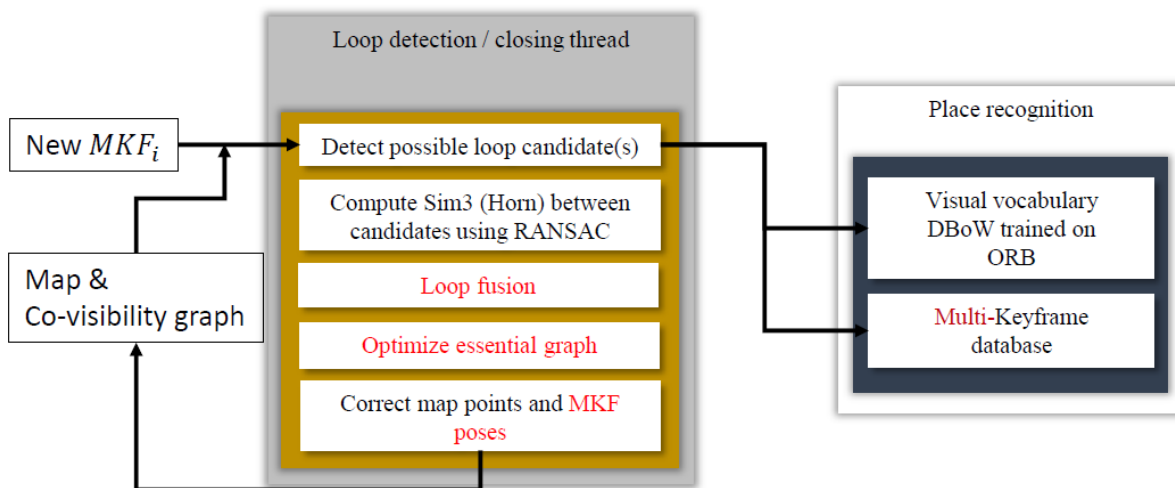 Loop detection / closing thread
New MKF_i
Detect possible loop candidate(s)
Compute Sim3 (Horn) between
candidates using RANSAC
Loop fusion
Optimize essential graph
Correct map points and MKF
poses
Map &
Co-visibility graph
Place recognition
Visual vocabulary
DBoW trained on
ORB
Multi-Keyframe
database